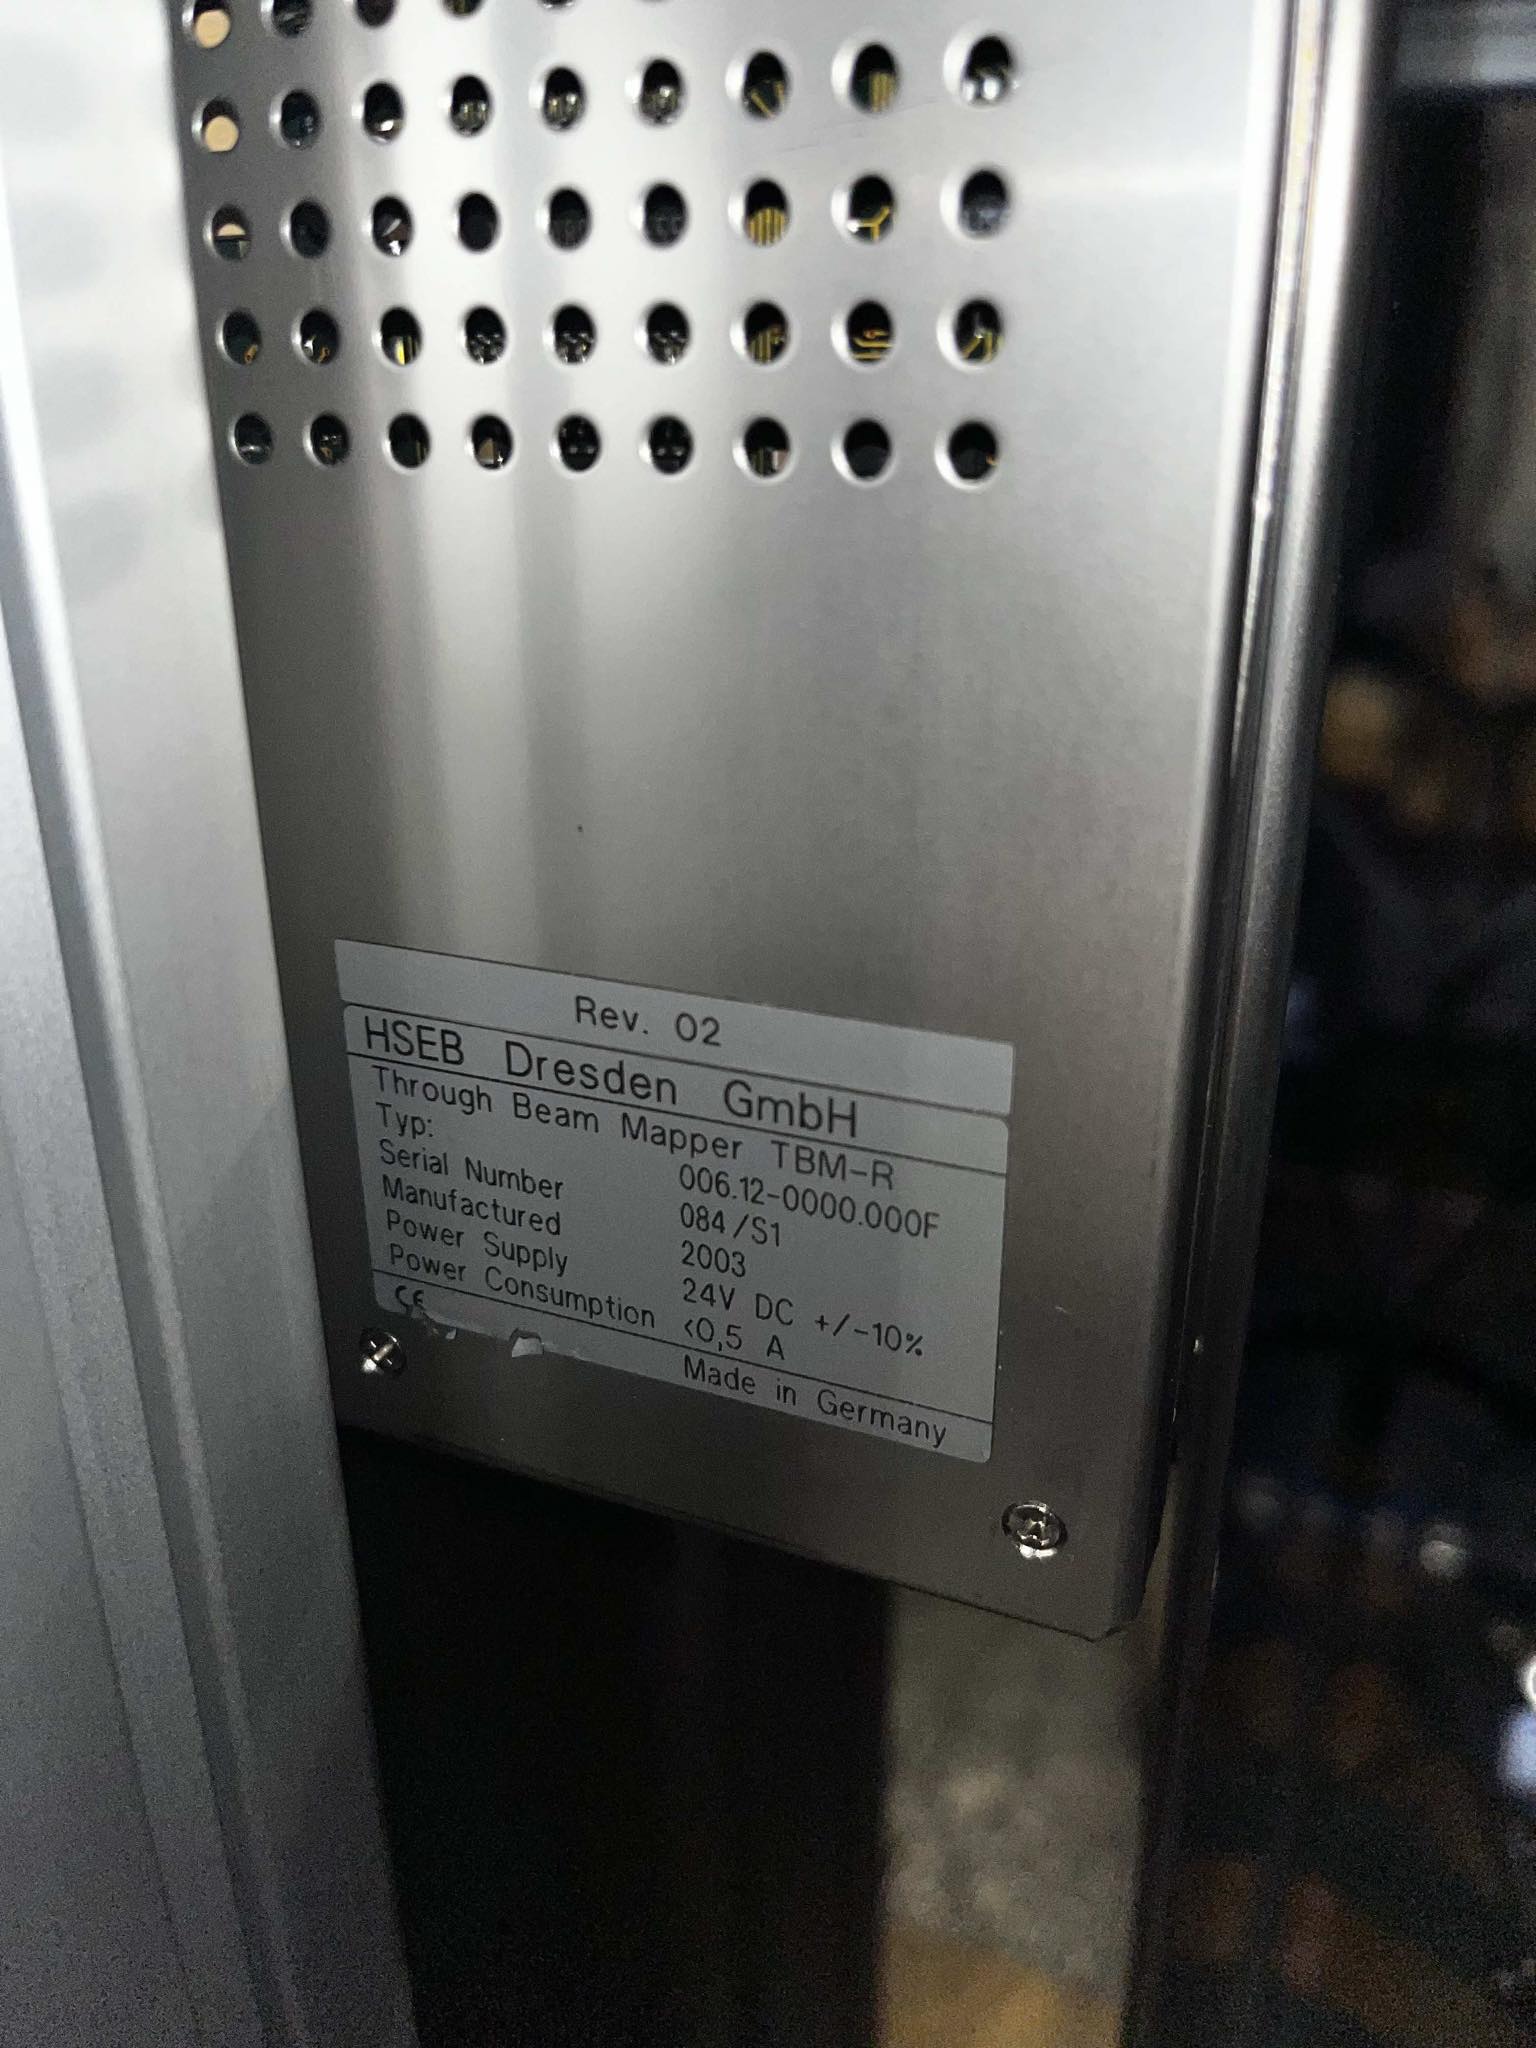 Rev. 02
HSEB Dresden GmbH
Through Beam Mapper TBM-R
Typ: 006.12-0000.000F
Serial Number 084/S1
Manufactured 2003
Power Supply 24V DC +/-10%
Power Consumption <0,5 A
CE Made in Germany